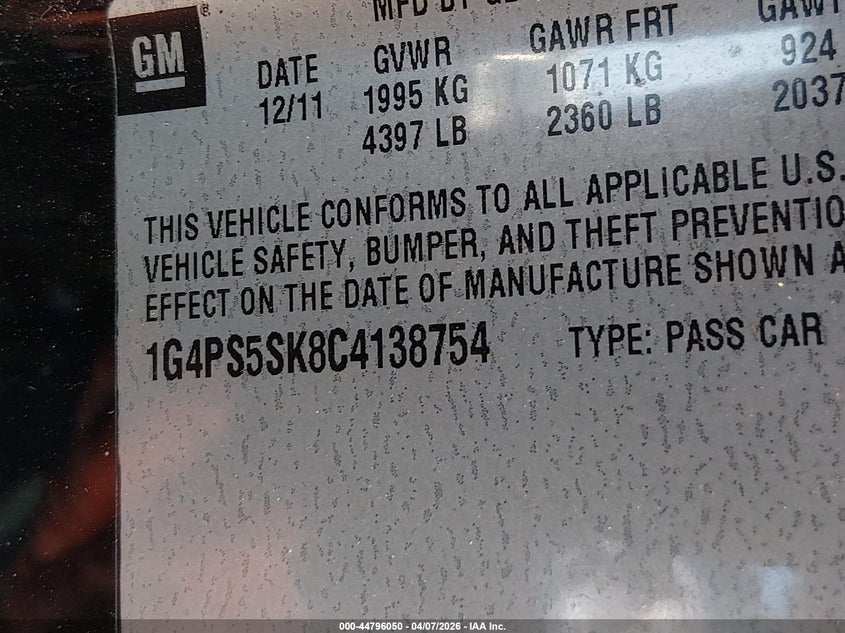 MFD BY
GM
DATE GVWR GAWR FRT
12/11 1995 KG 1071 KG 924
4397 LB 2360 LB 2037
THIS VEHICLE CONFORMS TO ALL APPLICABLE U.S.
VEHICLE SAFETY, BUMPER, AND THEFT PREVENTIO
EFFECT ON THE DATE OF MANUFACTURE SHOWN A
1G4PS5SK8C4138754 TYPE: PASS CAR
000-44796050 - 04/07/2026 - IAA Inc.